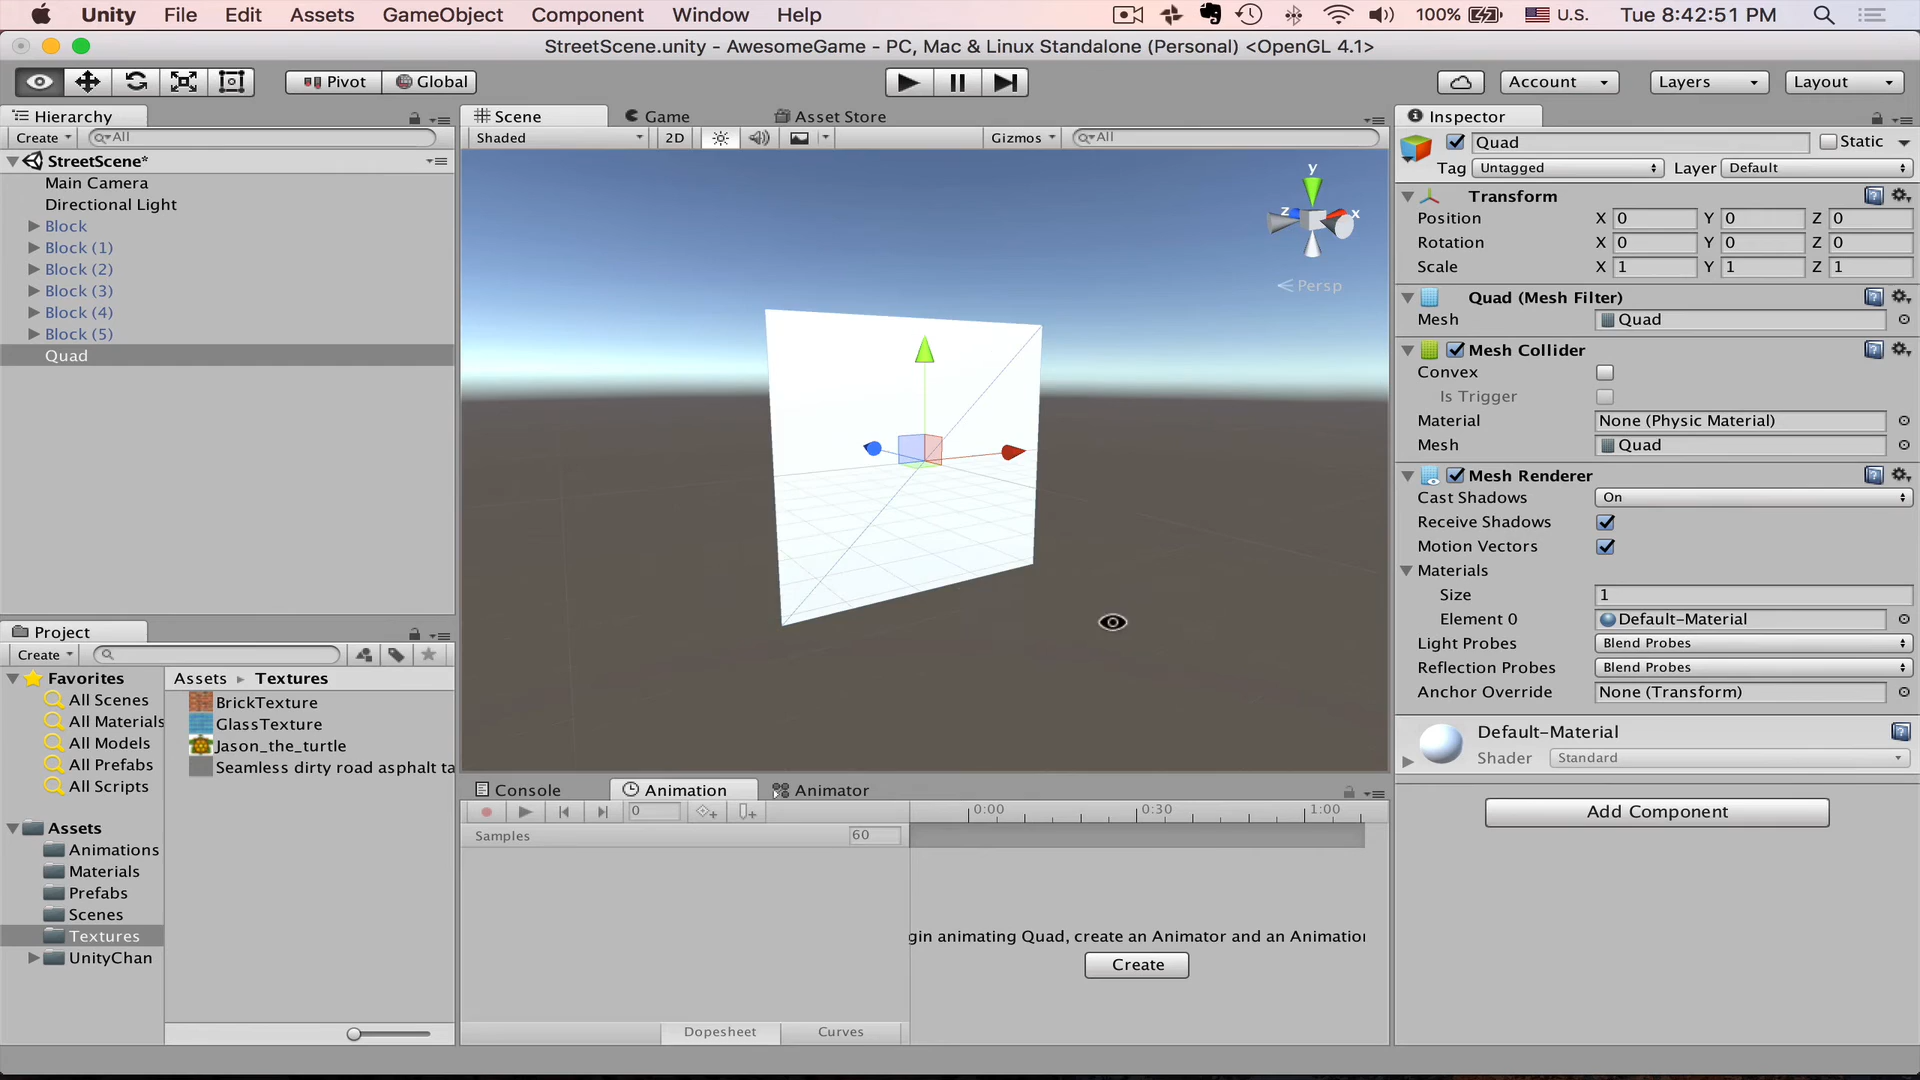 Unity File Edit Assets GameObject Component Window Help 100% U.S. Tue 8:42:51 PM
StreetScene.unity - AwesomeGame - PC, Mac & Linux Standalone (Personal) <OpenGL 4.1>
Pivot Global Account Layers Layout
Hierarchy
Create All
StreetScene*
Main Camera
Directional Light
Block
Block (1)
Block (2)
Block (3)
Block (4)
Block (5)
Quad
Scene Game Asset Store
Shaded 2D Gizmos All
y
z x
Persp
Inspector
Quad Static
Tag Untagged Layer Default
Transform
Position X 0 Y 0 Z 0
Rotation X 0 Y 0 Z 0
Scale X 1 Y 1 Z 1
Quad (Mesh Filter)
Mesh Quad
Mesh Collider
Convex
Is Trigger
Material None (Physic Material)
Mesh Quad
Mesh Renderer
Cast Shadows On
Receive Shadows
Motion Vectors
Materials
Size 1
Element 0 Default-Material
Light Probes Blend Probes
Reflection Probes Blend Probes
Anchor Override None (Transform)
Default-Material
Shader Standard
Add Component
Project
Create
Favorites
All Scenes
All Materials
All Models
All Prefabs
All Scripts
Assets
Animations
Materials
Prefabs
Scenes
Textures
UnityChan
Assets Textures
BrickTexture
GlassTexture
Jason_the_turtle
Seamless dirty road asphalt ta
Console Animation Animator
0 0:00 0:30 1:00
Samples 60
gin animating Quad, create an Animator and an Animation
Create
Dopesheet Curves